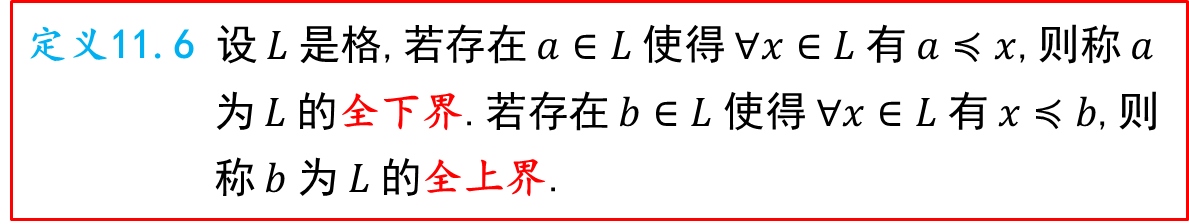 定义11.6 设 L 是格, 若存在 a ∈ L 使得 ∀x ∈ L 有 a ≼ x, 则称 a
为 L 的全下界. 若存在 b ∈ L 使得 ∀x ∈ L 有 x ≼ b, 则
称 b 为 L 的全上界.